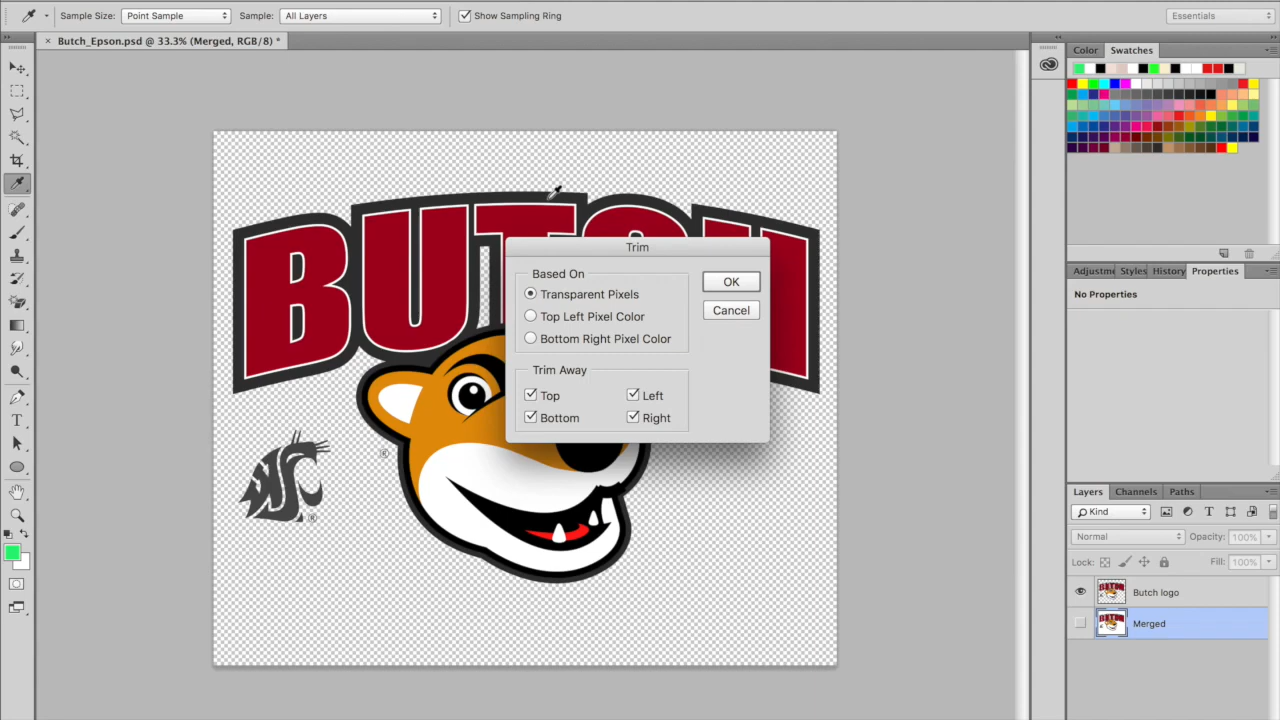 Sample Size: Point Sample Sample: All Layers Show Sampling Ring Essentials
× Butch_Epson.psd @ 33.3% (Merged, RGB/8) *
Color Swatches
BUTCH
®
®
Trim
Based On
Transparent Pixels
Top Left Pixel Color
Bottom Right Pixel Color
OK
Cancel
Trim Away
Top Left
Bottom Right
Adjustme Styles History Properties
No Properties
Layers Channels Paths
Kind
Normal Opacity: 100%
Lock: Fill: 100%
Butch logo
Merged